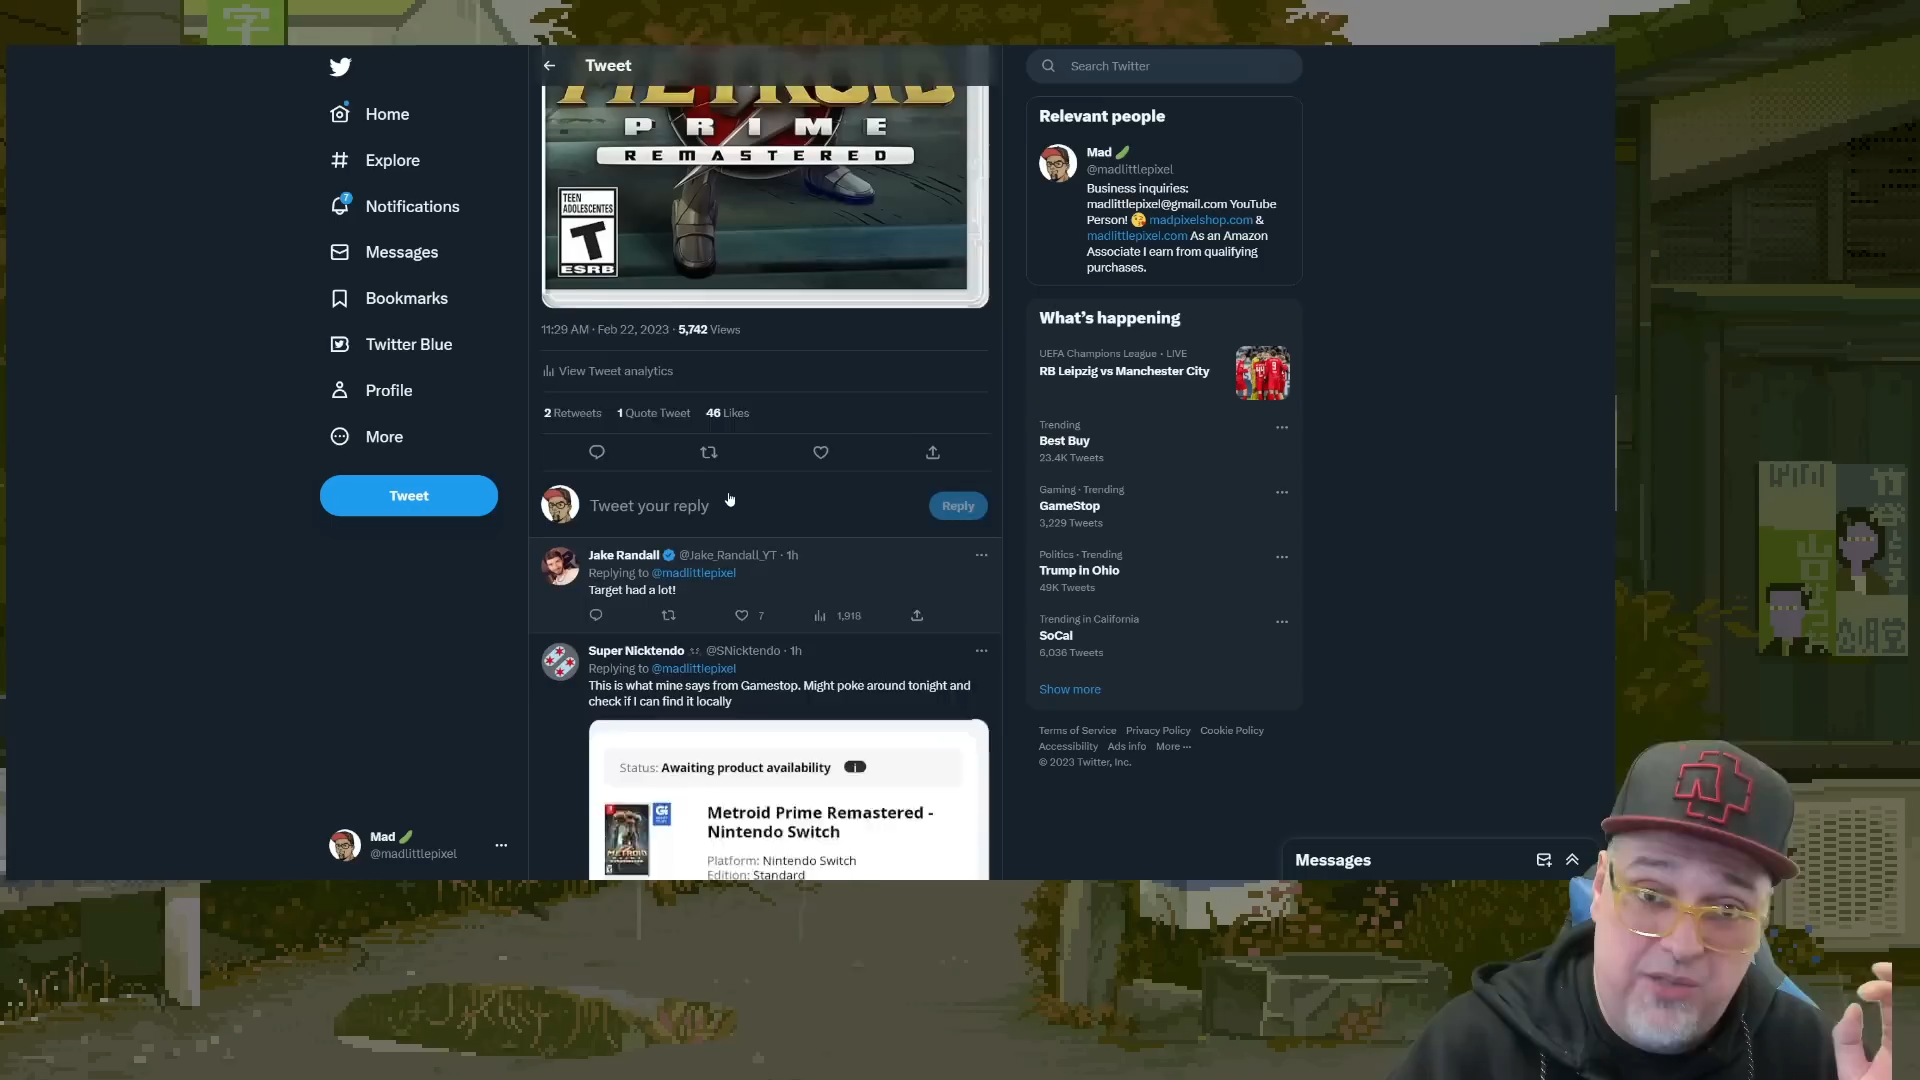 字
Home
Explore
7
Notifications
Messages
Bookmarks
Twitter Blue
Profile
More
Tweet
Mad
@madlittlepixel
Tweet
METROID
PRIME
REMASTERED
TEEN
ADOLESCENTES
T
ESRB
11:29 AM · Feb 22, 2023 · 5,742 Views
View Tweet analytics
2 Retweets 1 Quote Tweet 46 Likes
Tweet your reply
Reply
Jake Randall @Jake_Randall_YT · 1h
Replying to @madlittlepixel
Target had a lot!
7 1,918
Super Nicktendo @SNicktendo · 1h
Replying to @madlittlepixel
This is what mine says from Gamestop. Might poke around tonight and
check if I can find it locally
Status: Awaiting product availability i
Metroid Prime Remastered -
Nintendo Switch
Platform: Nintendo Switch
Edition: Standard
Search Twitter
Relevant people
Mad
@madlittlepixel
Business inquiries:
madlittlepixel@gmail.com YouTube
Person! madpixelshop.com &
madlittlepixel.com As an Amazon
Associate I earn from qualifying
purchases.
What's happening
UEFA Champions League · LIVE
RB Leipzig vs Manchester City
Trending
Best Buy
23.4K Tweets
Gaming · Trending
GameStop
3,229 Tweets
Politics · Trending
Trump in Ohio
49K Tweets
Trending in California
SoCal
6,036 Tweets
Show more
Terms of Service Privacy Policy Cookie Policy
Accessibility Ads info More ···
© 2023 Twitter, Inc.
Messages